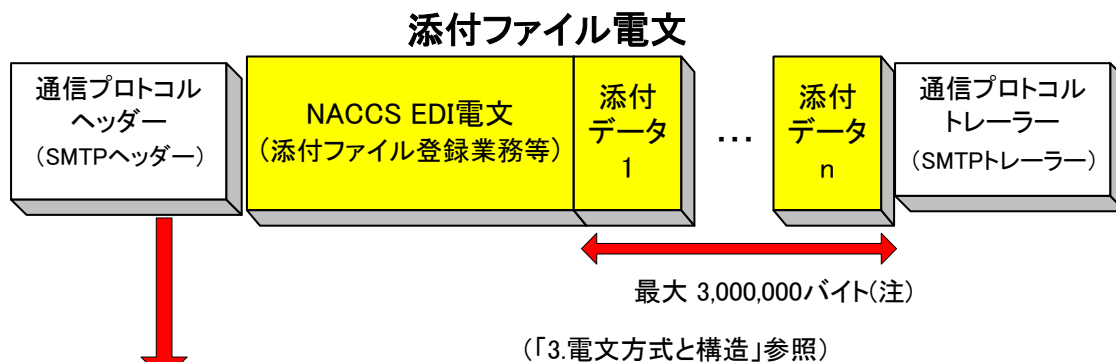 添付ファイル電文
通信プロトコル
ヘッダー
（SMTPヘッダー）
NACCS EDI電文
（添付ファイル登録業務等）
添付
データ
1
…
添付
データ
n
通信プロトコル
トレーラー
（SMTPトレーラー）
最大 3,000,000バイト(注)
（「3.電文方式と構造」参照）